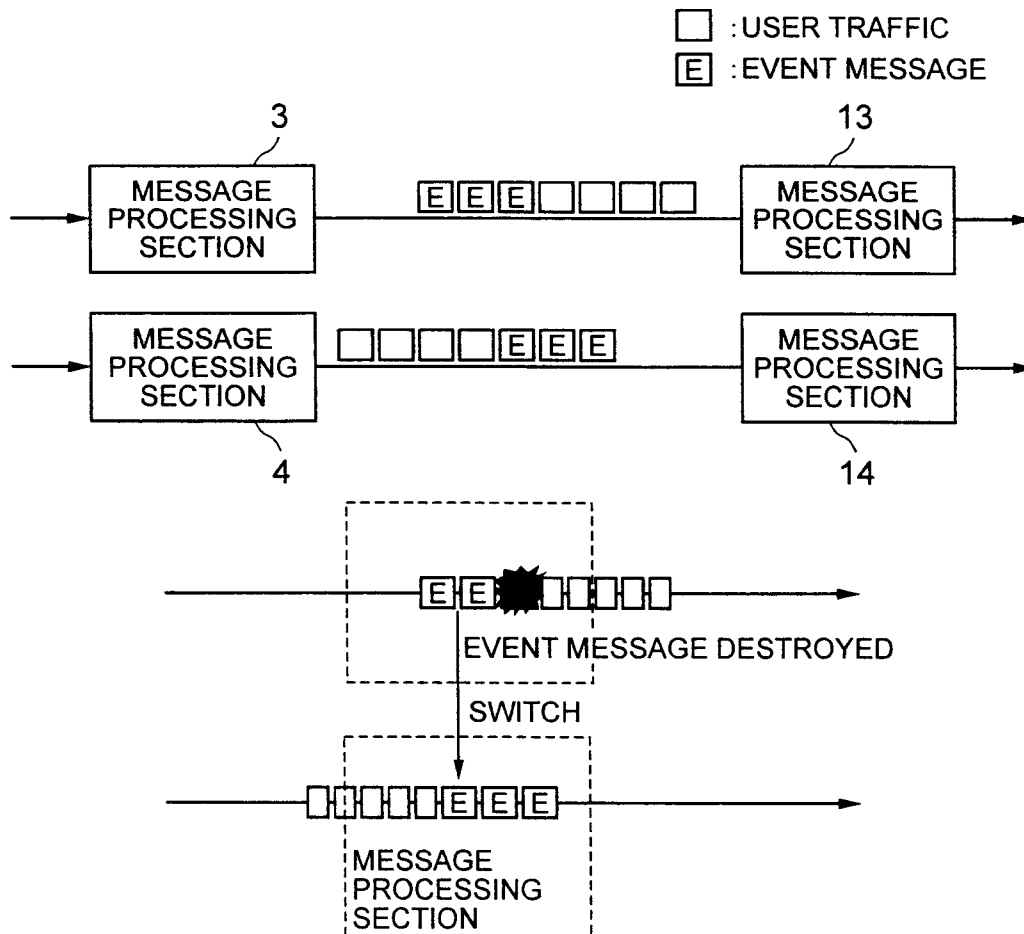 : USER TRAFFIC
E : EVENT MESSAGE
3
13
MESSAGE
PROCESSING
SECTION
E E E
MESSAGE
PROCESSING
SECTION
MESSAGE
PROCESSING
SECTION
E E E
MESSAGE
PROCESSING
SECTION
4
14
E E
EVENT MESSAGE DESTROYED
SWITCH
E E E
MESSAGE
PROCESSING
SECTION